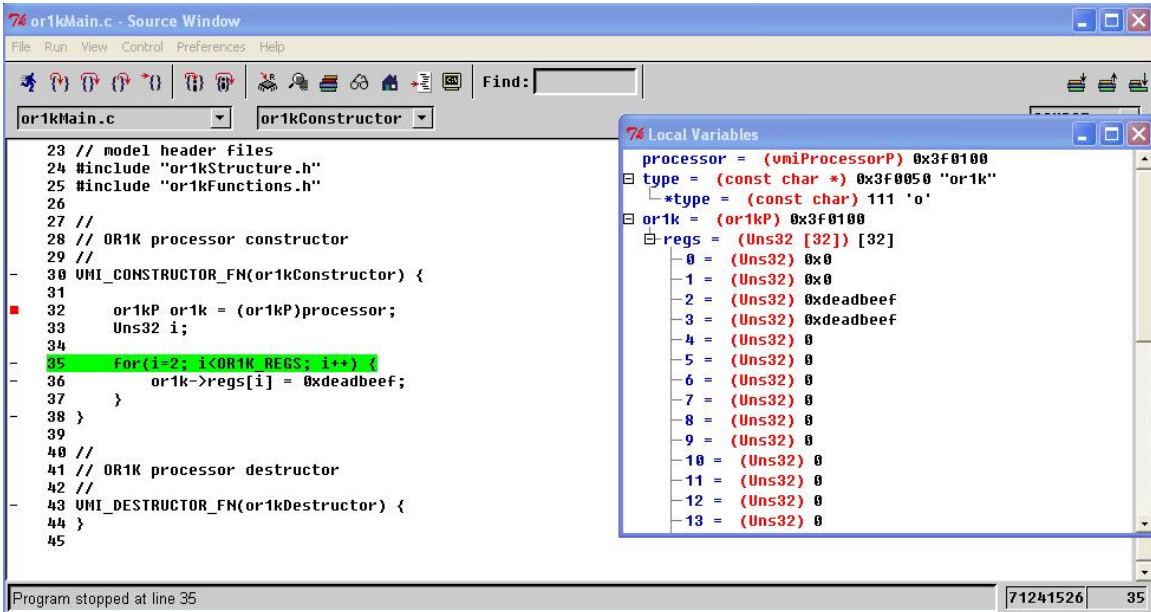 or1kMain.c - Source Window
File Run View Control Preferences Help
Find:
or1kMain.c
or1kConstructor
23 // model header files
24 #include "or1kStructure.h"
25 #include "or1kFunctions.h"
26
27 //
28 // OR1K processor constructor
29 //
30 VMI_CONSTRUCTOR_FN(or1kConstructor) {
31
32 or1kP or1k = (or1kP)processor;
33 Uns32 i;
34
35 for(i=2; i<OR1K_REGS; i++) {
36 or1k->regs[i] = 0xdeadbeef;
37 }
38 }
39
40 //
41 // OR1K processor destructor
42 //
43 VMI_DESTRUCTOR_FN(or1kDestructor) {
44 }
45
Local Variables
processor = (vmiProcessorP) 0x3f0100
type = (const char *) 0x3f0050 "or1k"
*type = (const char) 111 'o'
or1k = (or1kP) 0x3f0100
regs = (Uns32 [32]) [32]
0 = (Uns32) 0x0
1 = (Uns32) 0x0
2 = (Uns32) 0xdeadbeef
3 = (Uns32) 0xdeadbeef
4 = (Uns32) 0
5 = (Uns32) 0
6 = (Uns32) 0
7 = (Uns32) 0
8 = (Uns32) 0
9 = (Uns32) 0
10 = (Uns32) 0
11 = (Uns32) 0
12 = (Uns32) 0
13 = (Uns32) 0
Program stopped at line 35
71241526
35